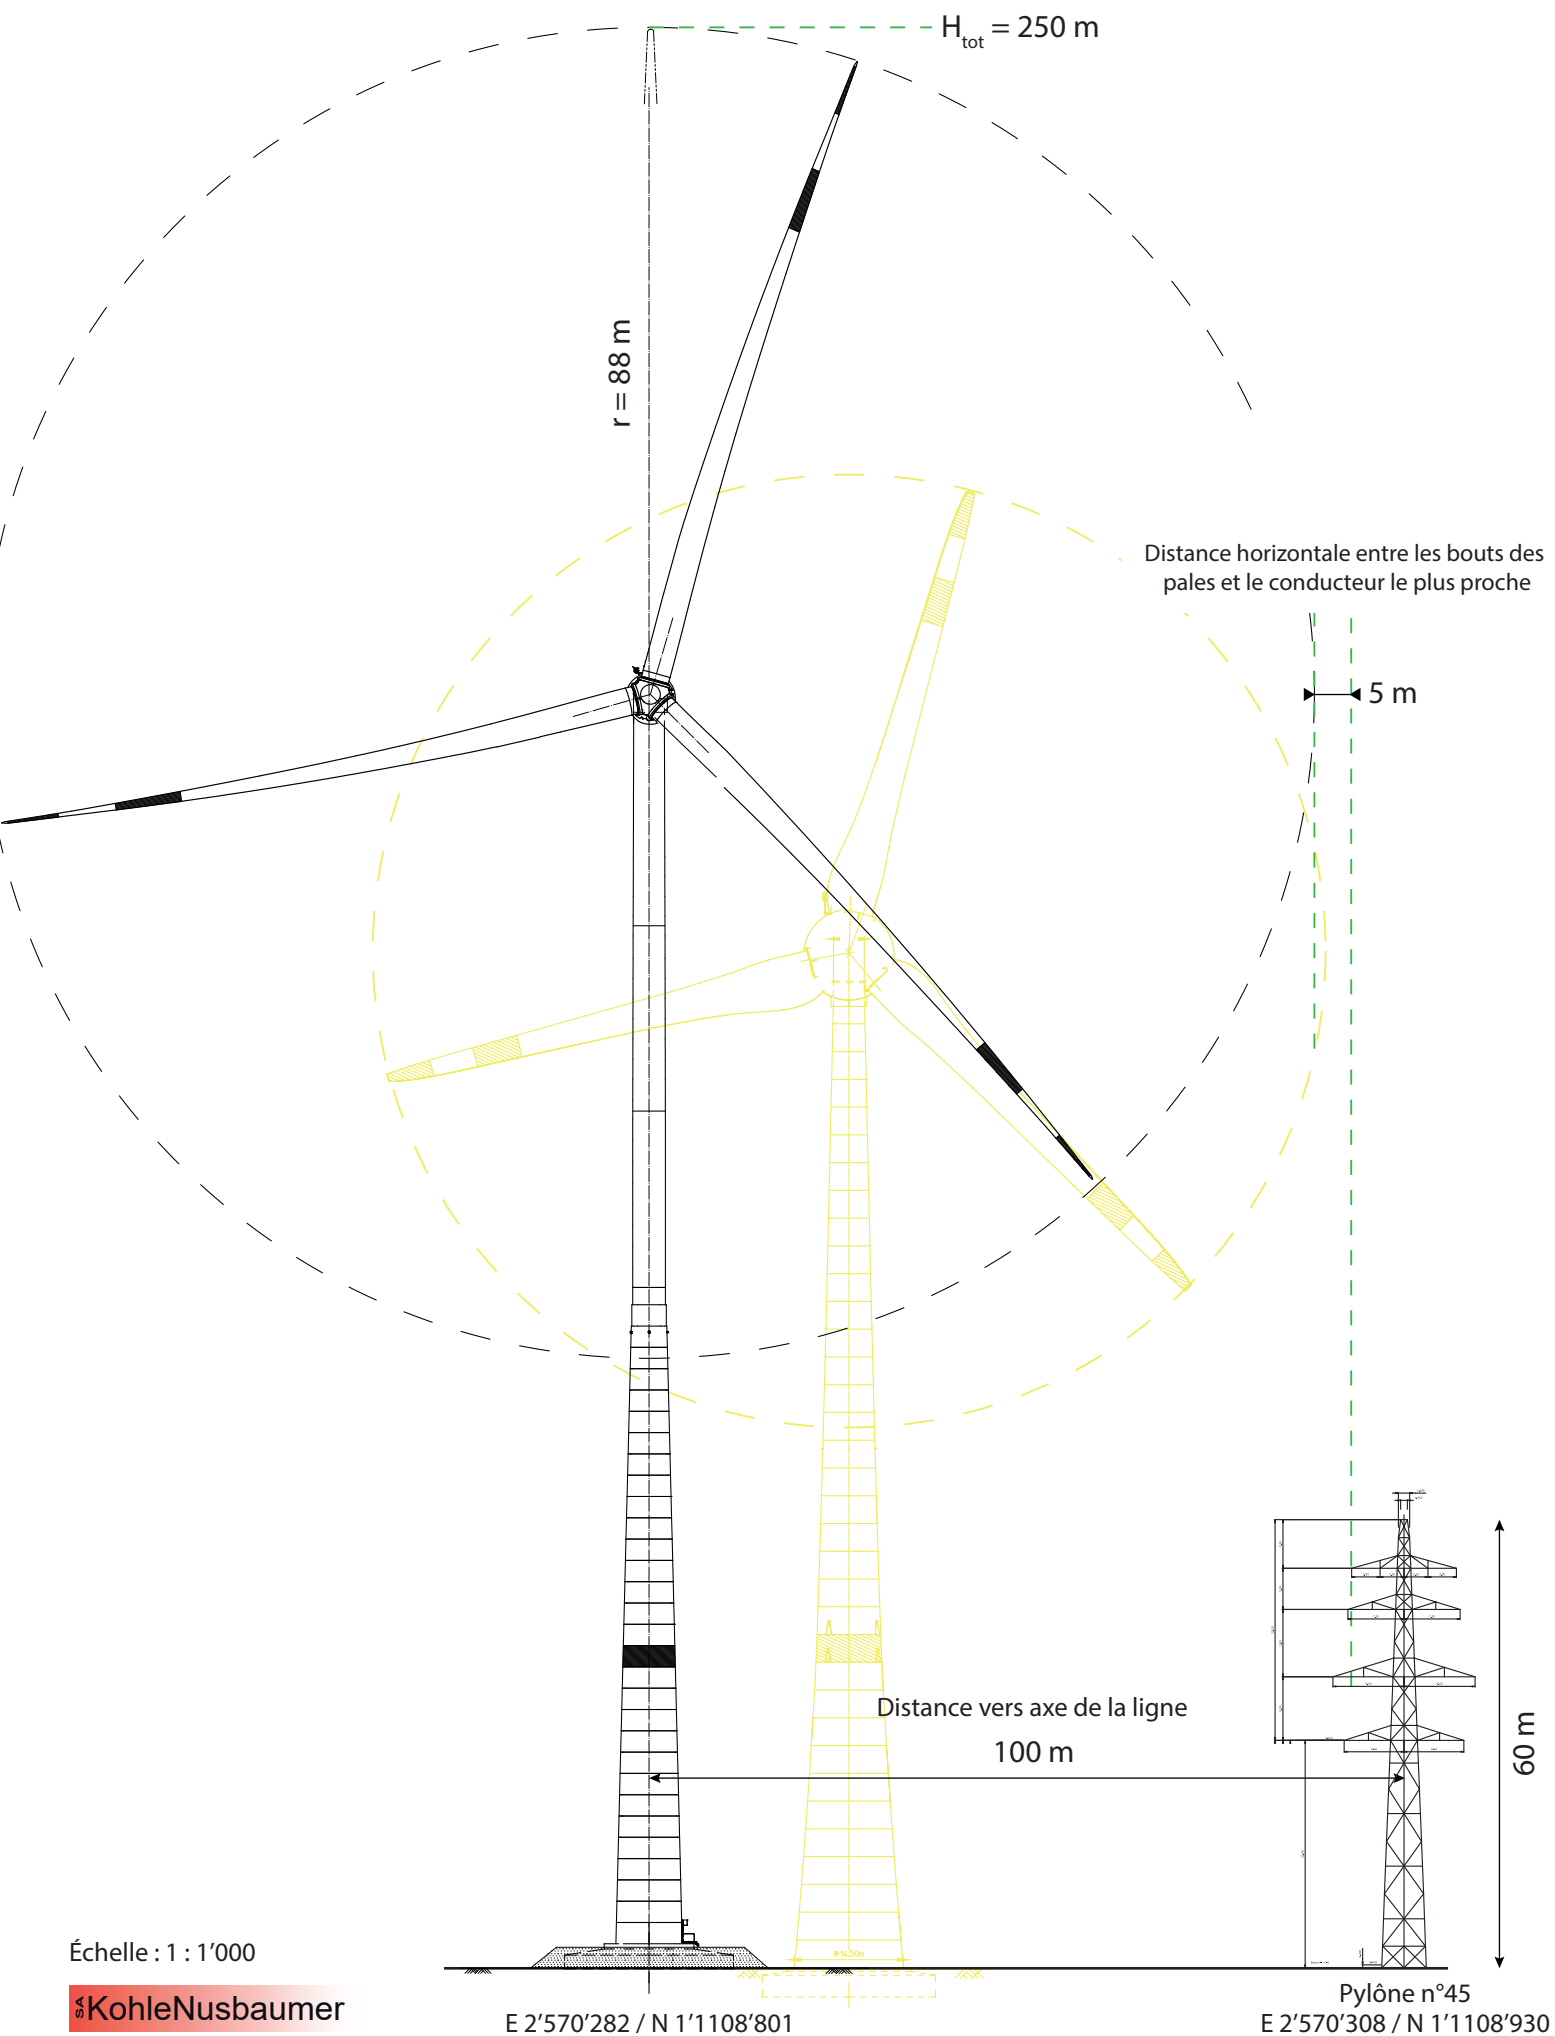 H_tot = 250 m
r = 88 m
Distance horizontale entre les bouts des
pales et le conducteur le plus proche
5 m
Distance vers axe de la ligne
100 m
60 m
ø 14,50m
Échelle : 1 : 1'000
SA KohleNusbaumer
E 2'570'282 / N 1'1108'801
Pylône n°45
E 2'570'308 / N 1'1108'930